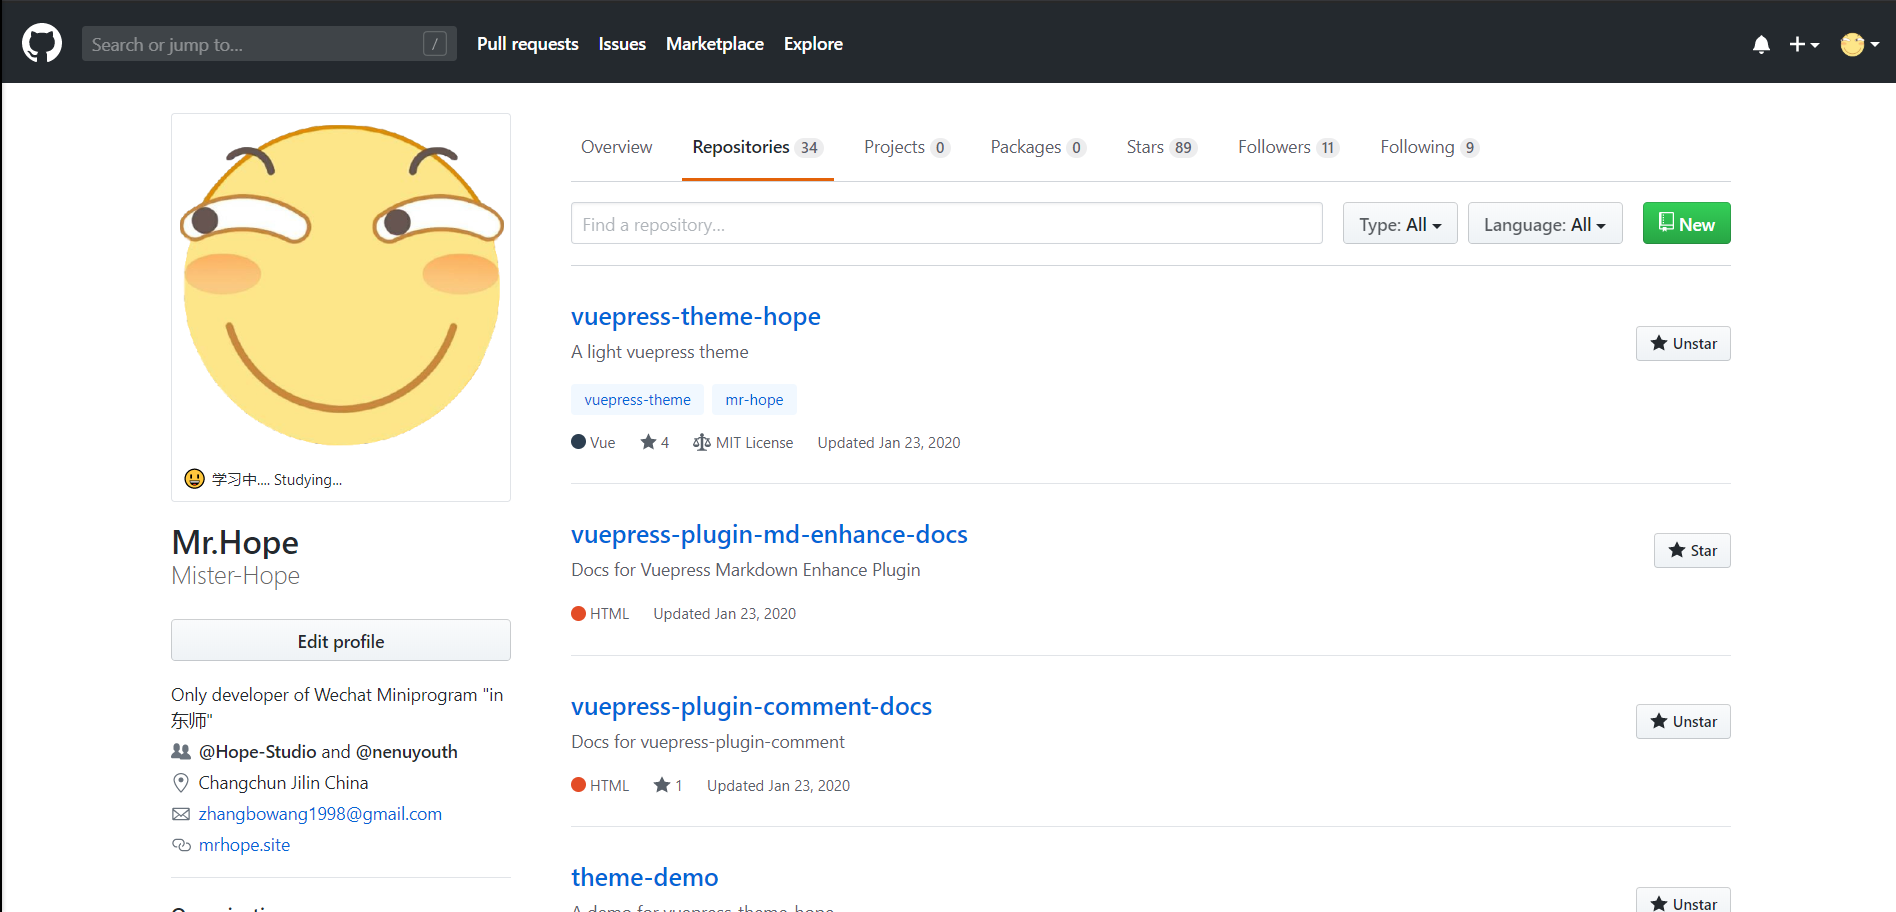 Search or jump to...
/
Pull requests
Issues
Marketplace
Explore
学习中.... Studying...
Mr.Hope
Mister-Hope
Edit profile
Only developer of Wechat Miniprogram "in
东师"
@Hope-Studio and @nenuyouth
Changchun Jilin China
zhangbowang1998@gmail.com
mrhope.site
Overview
Repositories 34
Projects 0
Packages 0
Stars 89
Followers 11
Following 9
Find a repository...
Type: All
Language: All
New
vuepress-theme-hope
A light vuepress theme
Unstar
vuepress-theme
mr-hope
Vue
4
MIT License
Updated Jan 23, 2020
vuepress-plugin-md-enhance-docs
Docs for Vuepress Markdown Enhance Plugin
Star
HTML
Updated Jan 23, 2020
vuepress-plugin-comment-docs
Docs for vuepress-plugin-comment
Unstar
HTML
1
Updated Jan 23, 2020
theme-demo
A demo for vuepress-theme-hope
Unstar